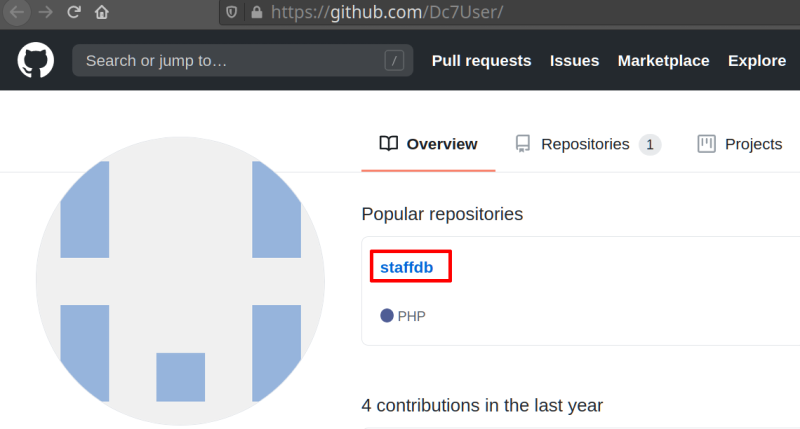 https://github.com/Dc7User/
Search or jump to… /
Pull requests Issues Marketplace Explore
Overview Repositories 1 Projects
Popular repositories
staffdb
PHP
4 contributions in the last year